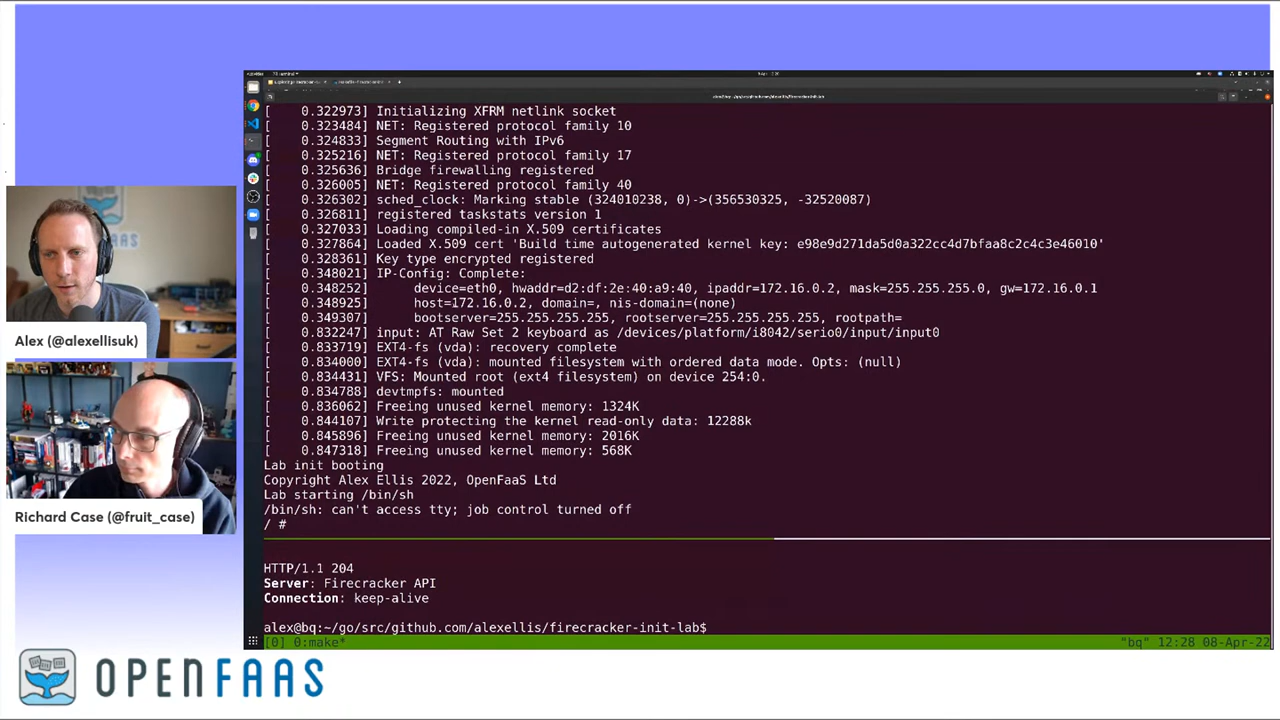 [    0.322973] Initializing XFRM netlink socket
[    0.323484] NET: Registered protocol family 10
[    0.324833] Segment Routing with IPv6
[    0.325216] NET: Registered protocol family 17
[    0.325636] Bridge firewalling registered
[    0.326005] NET: Registered protocol family 40
[    0.326302] sched_clock: Marking stable (324010238, 0)->(356530325, -32520087)
[    0.326811] registered taskstats version 1
[    0.327033] Loading compiled-in X.509 certificates
[    0.327864] Loaded X.509 cert 'Build time autogenerated kernel key: e98e9d271da5d0a322cc4d7bfaa8c2c4c3e46010'
[    0.328361] Key type encrypted registered
[    0.348021] IP-Config: Complete:
[    0.348252]      device=eth0, hwaddr=d2:df:2e:40:a9:40, ipaddr=172.16.0.2, mask=255.255.255.0, gw=172.16.0.1
[    0.348925]      host=172.16.0.2, domain=, nis-domain=(none)
[    0.349307]      bootserver=255.255.255.255, rootserver=255.255.255.255, rootpath=
[    0.832247] input: AT Raw Set 2 keyboard as /devices/platform/i8042/serio0/input/input0
[    0.833719] EXT4-fs (vda): recovery complete
[    0.834000] EXT4-fs (vda): mounted filesystem with ordered data mode. Opts: (null)
[    0.834431] VFS: Mounted root (ext4 filesystem) on device 254:0.
[    0.834788] devtmpfs: mounted
[    0.836062] Freeing unused kernel memory: 1324K
[    0.844107] Write protecting the kernel read-only data: 12288k
[    0.845896] Freeing unused kernel memory: 2016K
[    0.847318] Freeing unused kernel memory: 568K
Lab init booting
Copyright Alex Ellis 2022, OpenFaaS Ltd
Lab starting /bin/sh
/bin/sh: can't access tty; job control turned off
/ #
HTTP/1.1 204
Server: Firecracker API
Connection: keep-alive
alex@bq:~/go/src/github.com/alexellis/firecracker-init-lab$
[0] 0:make* "bq" 12:28 08-Apr-22
Alex (@alexellisuk)
Richard Case (@fruit_case)
OPENFAAS